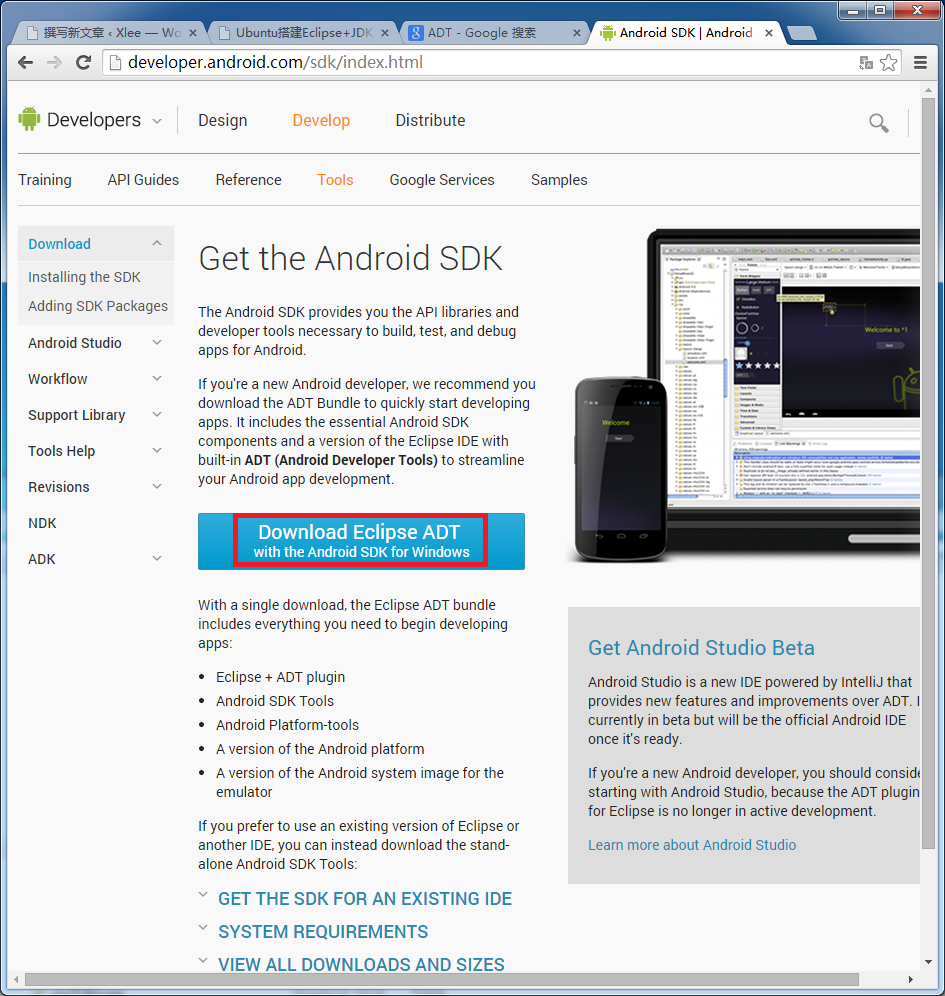 撰写新文章 ‹ Xlee — Wo
Ubuntu搭建Eclipse+JDK
ADT - Google 搜索
Android SDK | Android
developer.android.com/sdk/index.html
Developers
Design
Develop
Distribute
Training
API Guides
Reference
Tools
Google Services
Samples
Download
Installing the SDK
Adding SDK Packages
Android Studio
Workflow
Support Library
Tools Help
Revisions
NDK
ADK
Get the Android SDK
The Android SDK provides you the API libraries and
developer tools necessary to build, test, and debug
apps for Android.
If you're a new Android developer, we recommend you
download the ADT Bundle to quickly start developing
apps. It includes the essential Android SDK
components and a version of the Eclipse IDE with
built-in ADT (Android Developer Tools) to streamline
your Android app development.
Download Eclipse ADT
with the Android SDK for Windows
With a single download, the Eclipse ADT bundle
includes everything you need to begin developing
apps:
• Eclipse + ADT plugin
• Android SDK Tools
• Android Platform-tools
• A version of the Android platform
• A version of the Android system image for the
emulator
If you prefer to use an existing version of Eclipse or
another IDE, you can instead download the stand-
alone Android SDK Tools:
GET THE SDK FOR AN EXISTING IDE
SYSTEM REQUIREMENTS
VIEW ALL DOWNLOADS AND SIZES
Welcome to "!
Welcome
Get Android Studio Beta
Android Studio is a new IDE powered by IntelliJ that
provides new features and improvements over ADT. I
currently in beta but will be the official Android IDE
once it's ready.
If you're a new Android developer, you should conside
starting with Android Studio, because the ADT plugin
for Eclipse is no longer in active development.
Learn more about Android Studio